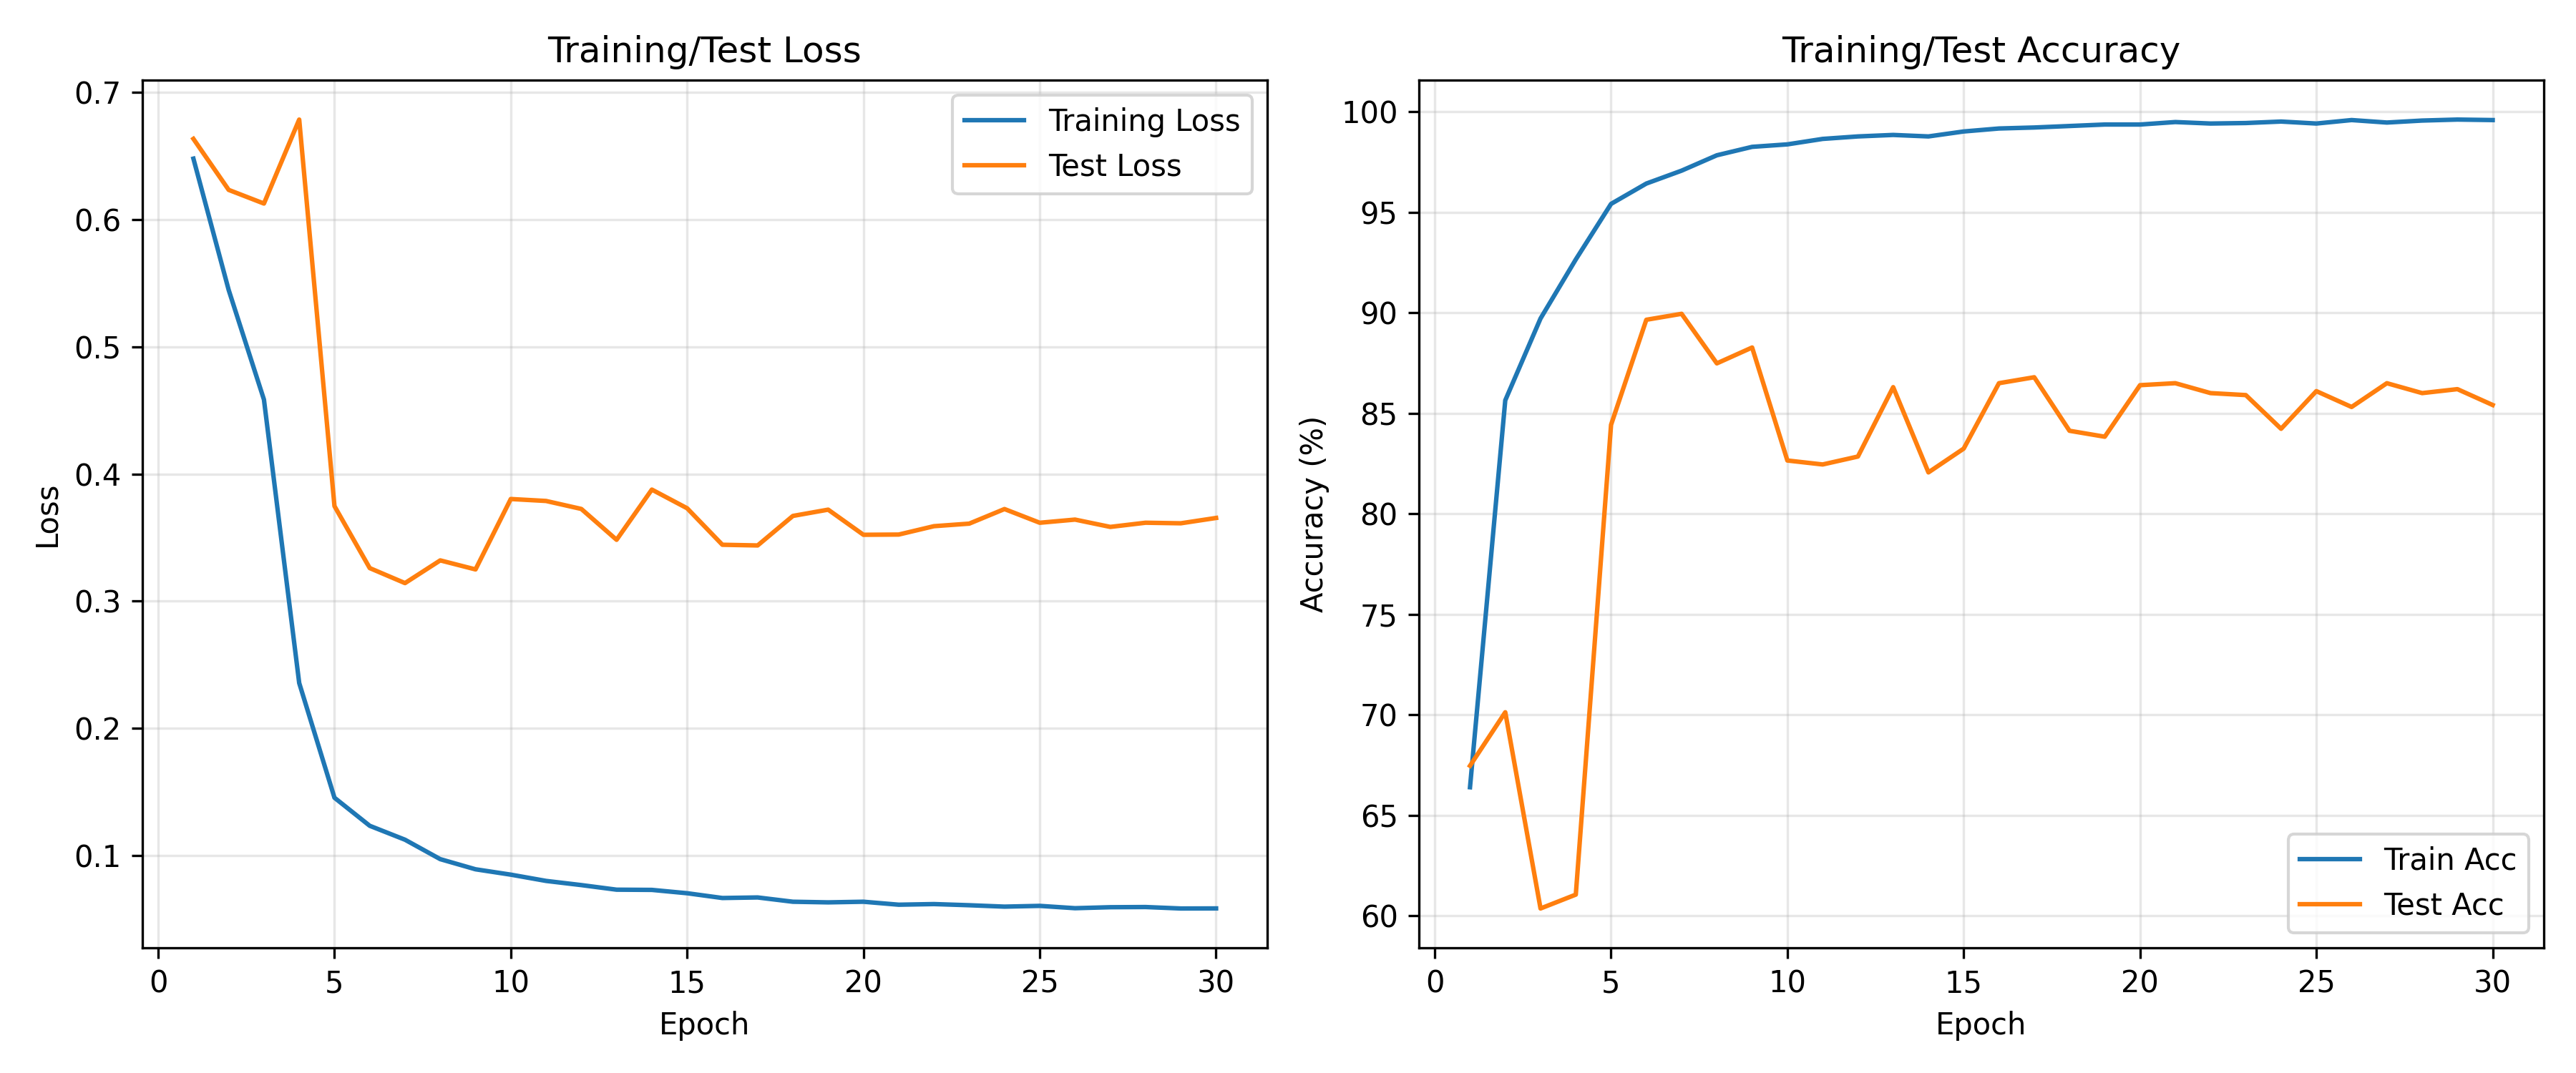 Training/Test Loss
0.7
0.6
0.5
0.4
0.3
0.2
0.1
Loss
Training Loss
Test Loss
0 5 10 15 20 25 30
Epoch
Training/Test Accuracy
100
95
90
85
80
75
70
65
60
Accuracy (%)
Train Acc
Test Acc
0 5 10 15 20 25 30
Epoch